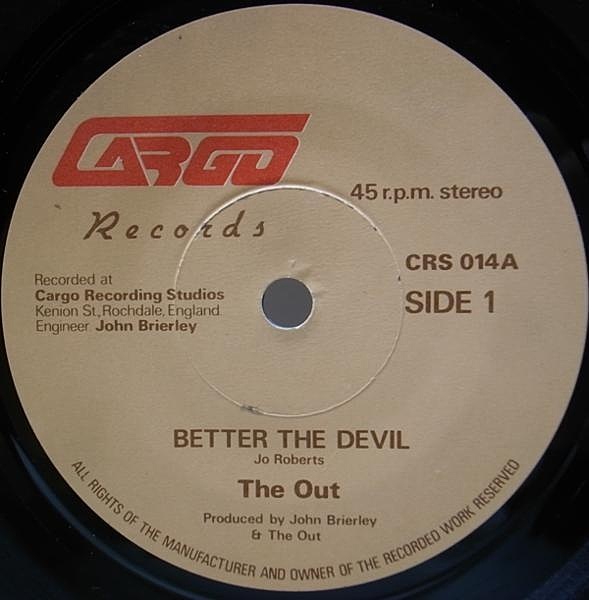 CARGO
Records
45 r.p.m. stereo
CRS 014A
SIDE 1
Recorded at
Cargo Recording Studios
Kenion St., Rochdale, England.
Engineer. John Brierley
BETTER THE DEVIL
Jo Roberts
The Out
Produced by John Brierley
& The Out
ALL RIGHTS OF THE MANUFACTURER AND OWNER OF THE RECORDED WORK RESERVED